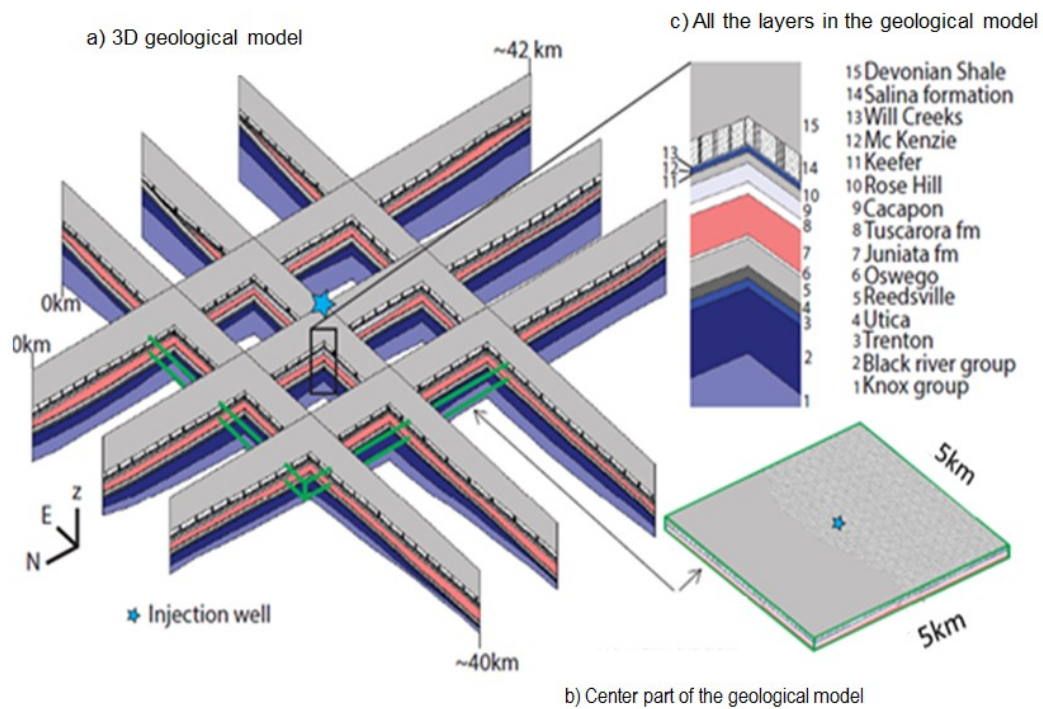 a) 3D geological model
~42 km
0km
0km
z
E
N
Injection well
~40km
c) All the layers in the geological model
15 Devonian Shale
14 Salina formation
13 Will Creeks
12 Mc Kenzie
11 Keefer
10 Rose Hill
9 Cacapon
8 Tuscarora fm
7 Juniata fm
6 Oswego
5 Reedsville
4 Utica
3 Trenton
2 Black river group
1 Knox group
13
12
11
15
14
10
9
8
7
6
5
4
3
2
1
5km
5km
b) Center part of the geological model